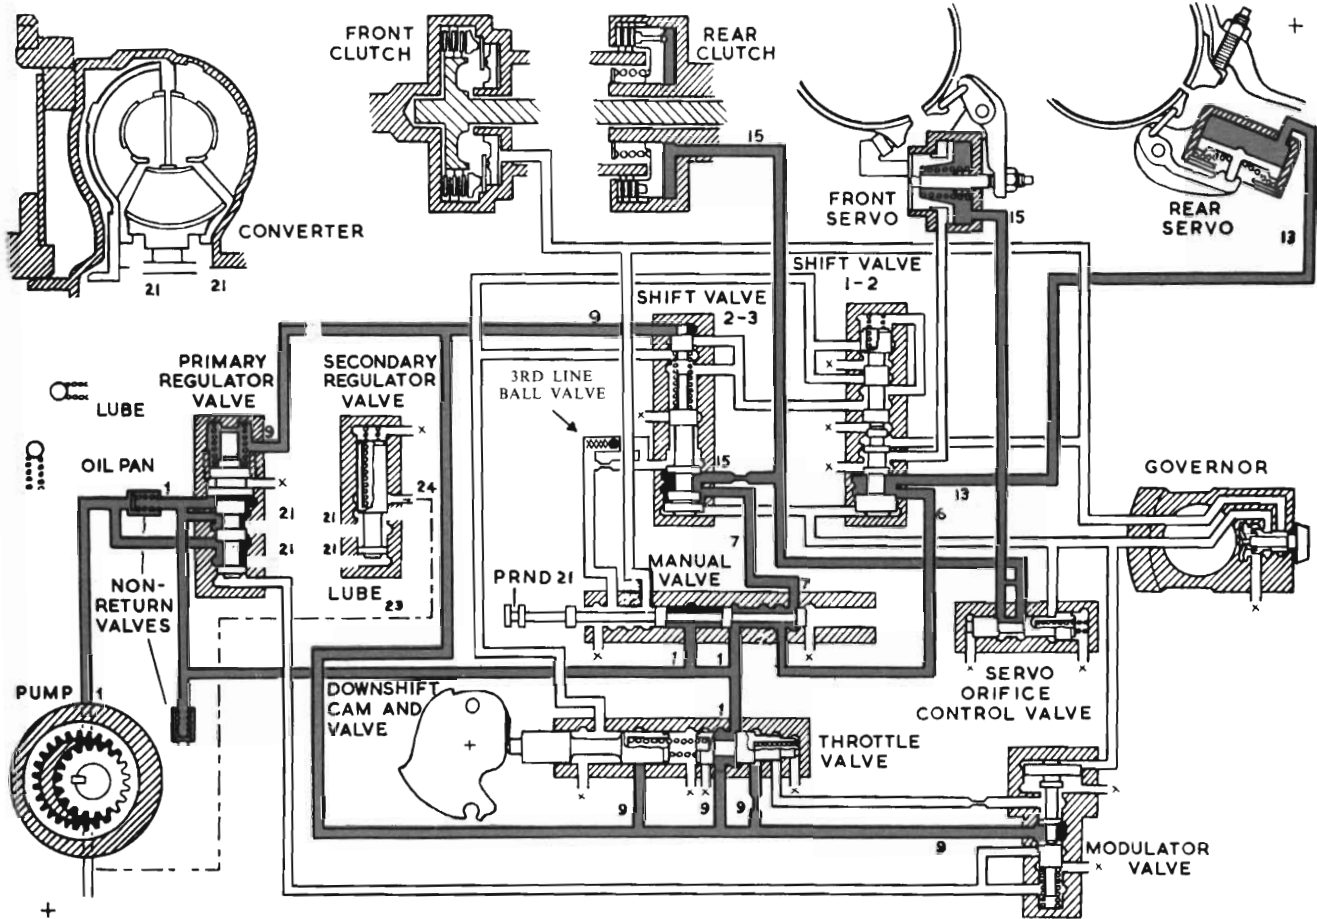 FRONT
CLUTCH
REAR
CLUTCH
15
FRONT
SERVO
15
REAR
SERVO
13
CONVERTER
21
21
SHIFT VALVE
1-2
SHIFT VALVE
2-3
9
PRIMARY
REGULATOR
VALVE
SECONDARY
REGULATOR
VALVE
3RD LINE
BALL VALVE
LUBE
9
OIL PAN
1
x
x
x
x
x
x
x
15
24
13
6
GOVERNOR
21
21
21
21
7
NON-
RETURN
VALVES
LUBE
23
PRND 21
MANUAL
VALVE
7
x
x
x
x
x
1
1
SERVO
ORIFICE
CONTROL VALVE
PUMP
1
DOWNSHIFT
CAM AND
VALVE
1
THROTTLE
VALVE
x
x
x
x
x
9
9
9
9
MODULATOR
VALVE
x